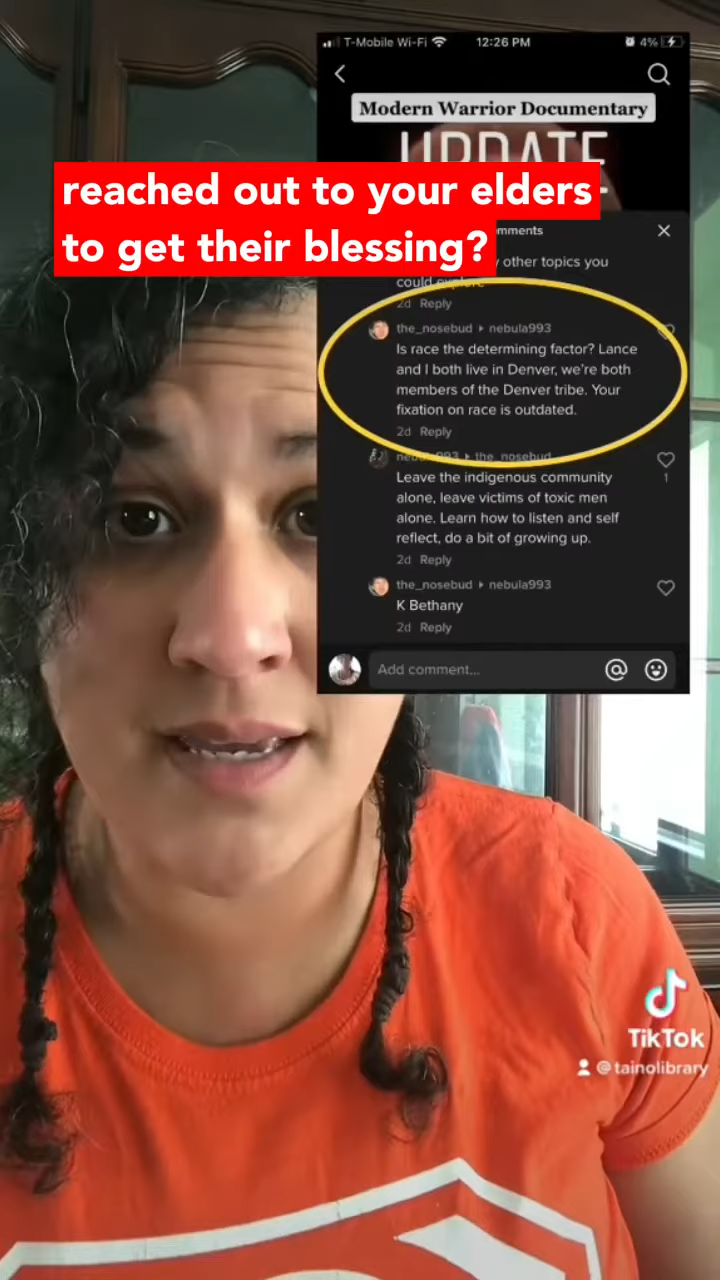 T-Mobile Wi-Fi 12:26 PM 4%
Modern Warrior Documentary
UPDATE
reached out to your elders
to get their blessing?
other topics you
could explore
2d Reply
the_nosebud ▸ nebula993
Is race the determining factor? Lance
and I both live in Denver, we're both
members of the Denver tribe. Your
fixation on race is outdated.
2d Reply
nebula993 ▸ the_nosebud
Leave the indigenous community
1
alone, leave victims of toxic men
alone. Learn how to listen and self
reflect, do a bit of growing up.
2d Reply
the_nosebud ▸ nebula993
K Bethany
2d Reply
Add comment...
TikTok
@tainolibrary